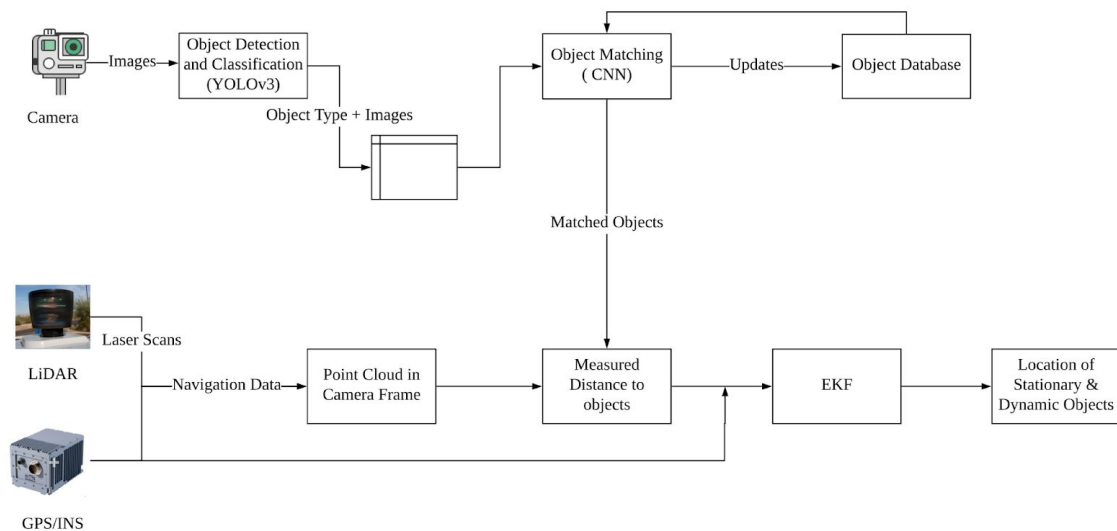 Camera
Images
Object Detection
and Classification
(YOLOv3)
Object Type + Images
Object Matching
( CNN)
Updates
Object Database
Matched Objects
LiDAR
Laser Scans
GPS/INS
Navigation Data
Point Cloud in
Camera Frame
Measured
Distance to
objects
EKF
Location of
Stationary &
Dynamic Objects